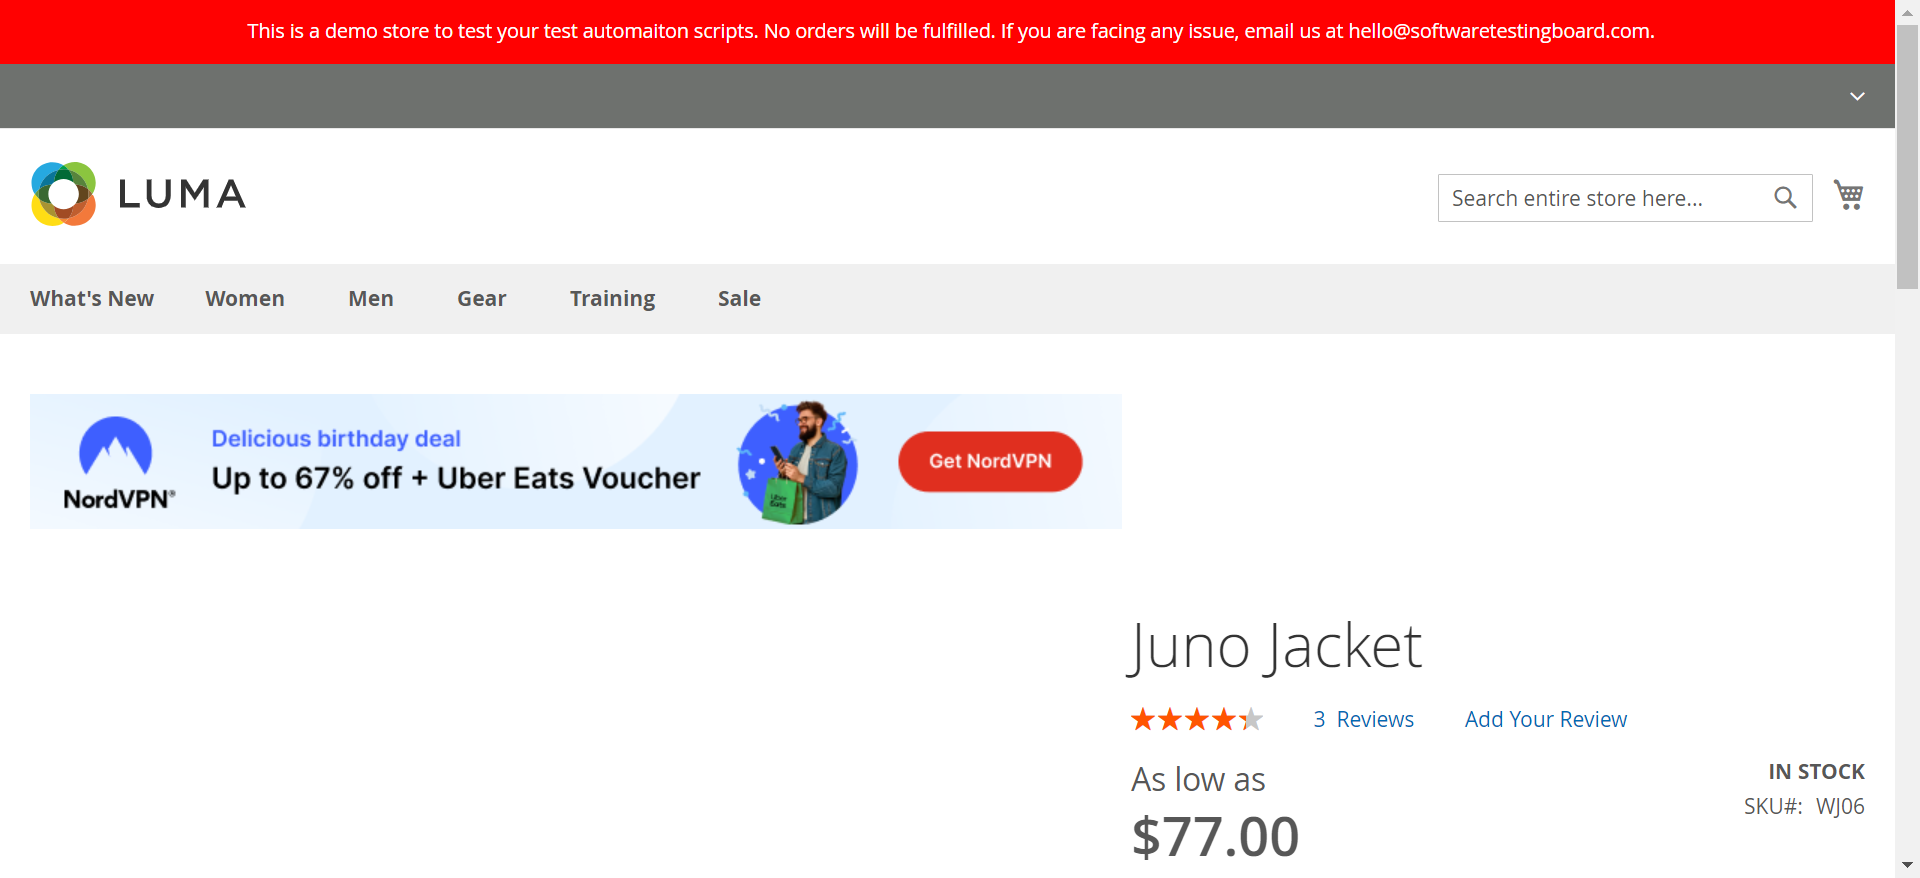 This is a demo store to test your test automaiton scripts. No orders will be fulfilled. If you are facing any issue, email us at hello@softwaretestingboard.com.
LUMA
Search entire store here...
What's New Women Men Gear Training Sale
Delicious birthday deal
Up to 67% off + Uber Eats Voucher
NordVPN®
Uber Eats
Get NordVPN
Juno Jacket
3 Reviews Add Your Review
As low as
$77.00
IN STOCK
SKU#: WJ06